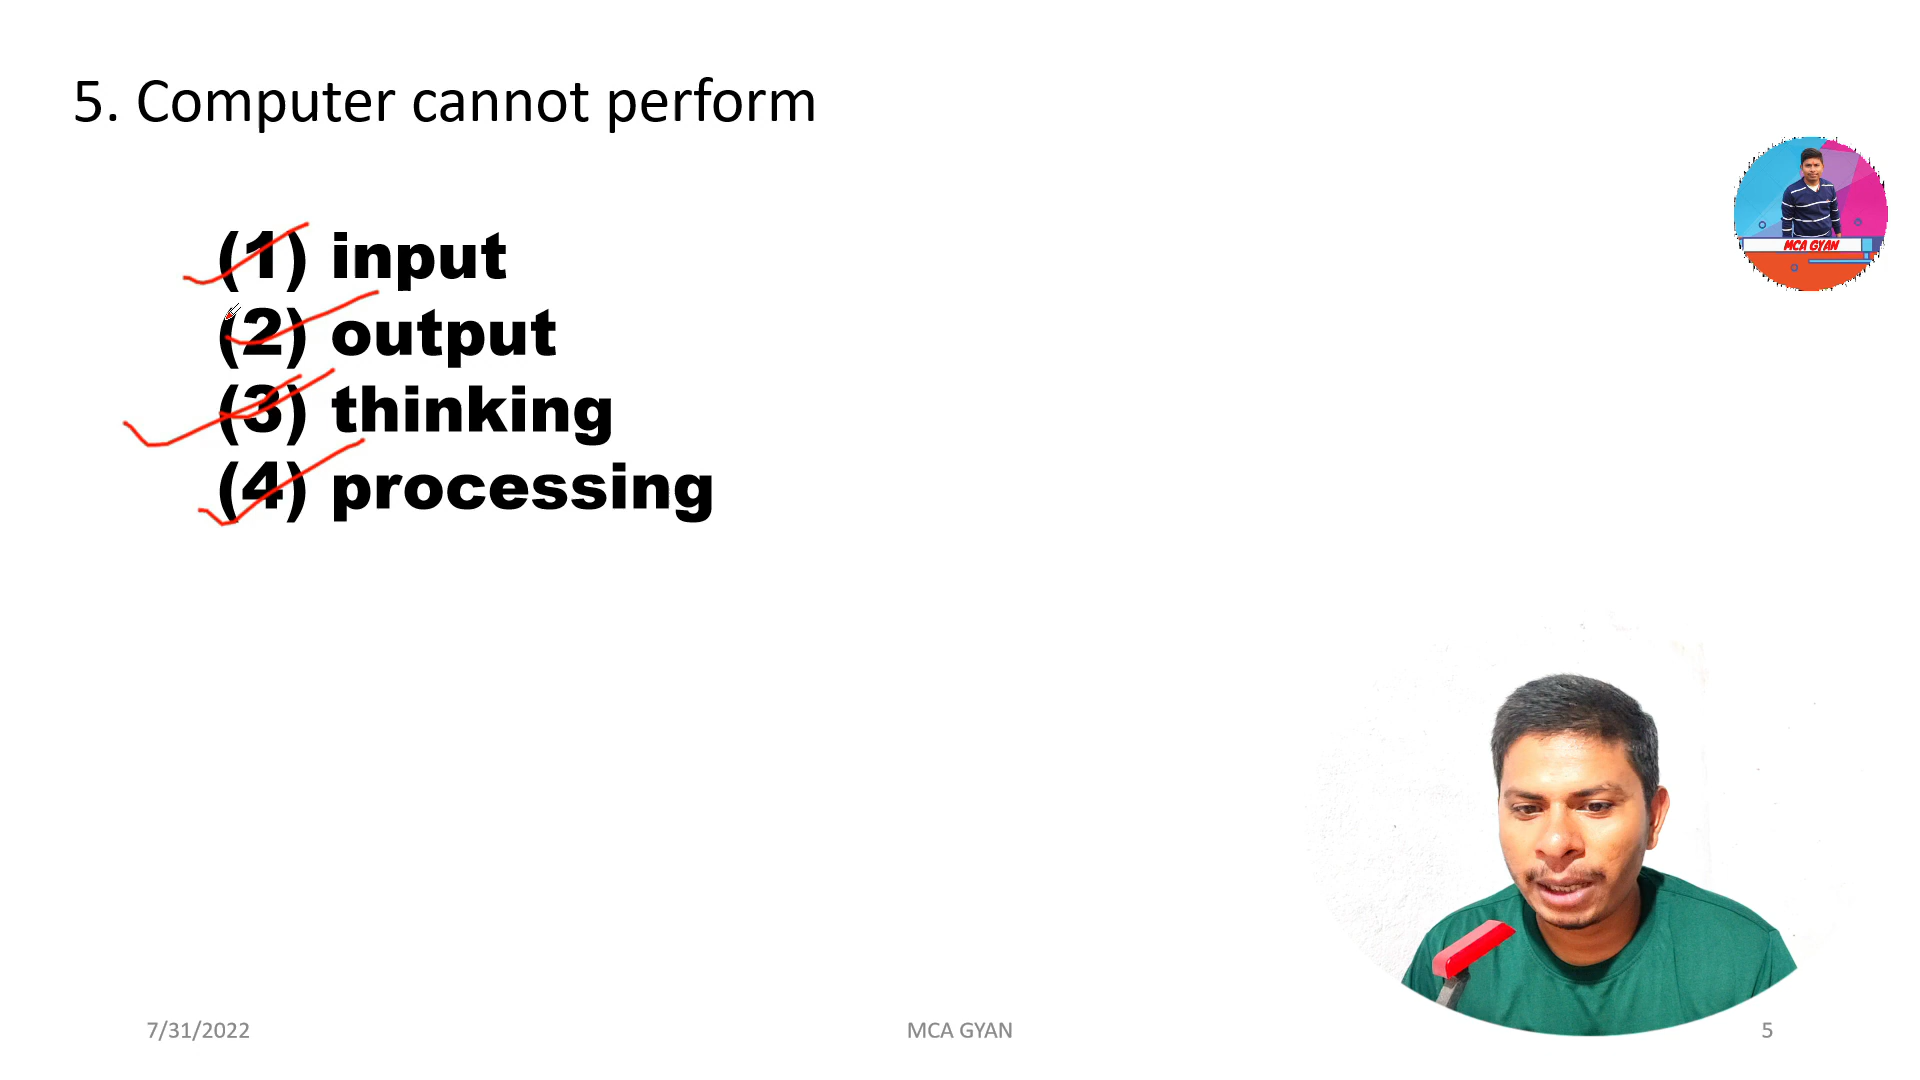 5. Computer cannot perform
MCA GYAN
(1) input
(2) output
(3) thinking
(4) processing
7/31/2022
MCA GYAN
5